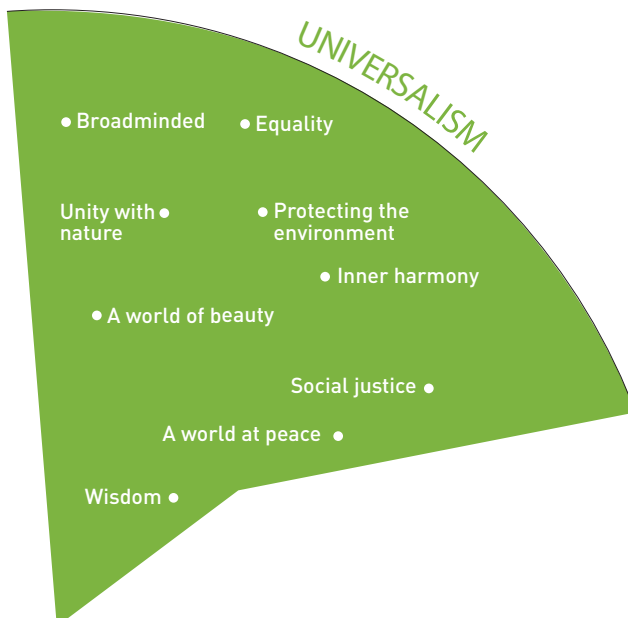 UNIVERSALISM
Broadminded
Equality
Unity with
nature
Protecting the
environment
Inner harmony
A world of beauty
Social justice
A world at peace
Wisdom